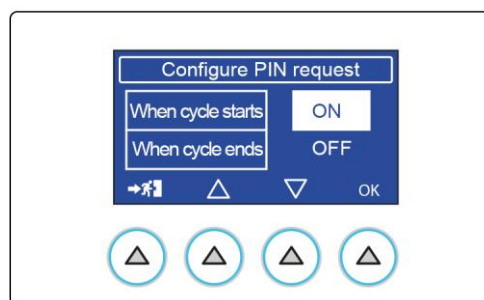 Configure PIN request
When cycle starts ON
When cycle ends OFF
OK